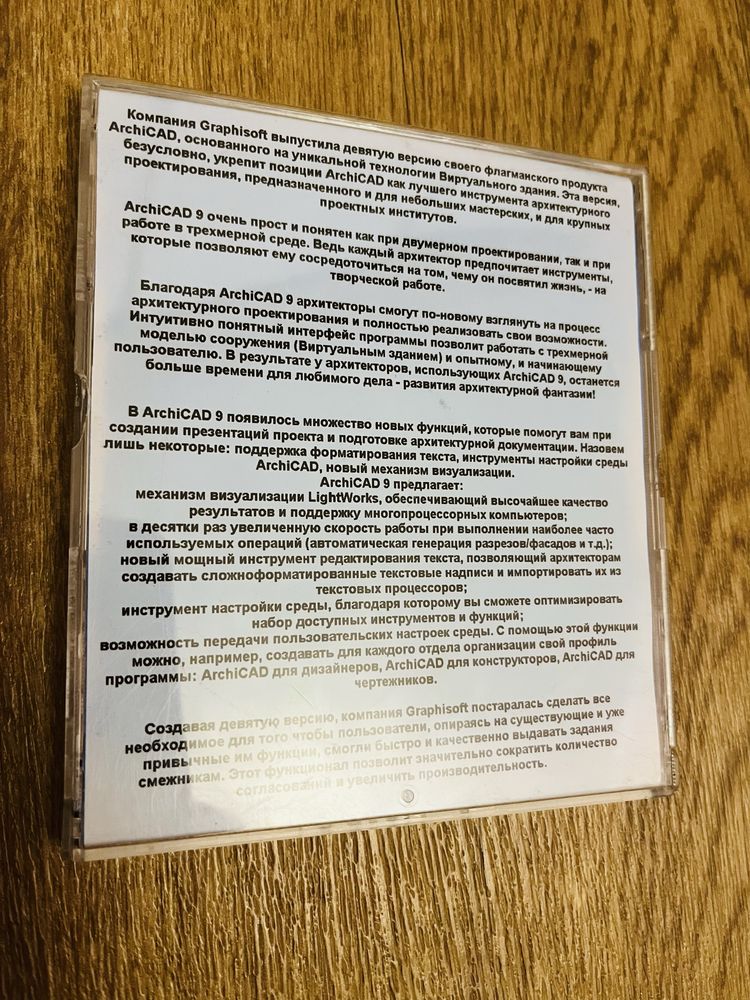 Компания Graphisoft выпустила девятую версию своего флагманского продукта
ArchiCAD, основанного на уникальной технологии Виртуального здания. Эта версия,
безусловно, укрепит позиции ArchiCAD как лучшего инструмента архитектурного
проектирования, предназначенного и для небольших мастерских, и для крупных
проектных институтов.
ArchiCAD 9 очень прост и понятен как при двумерном проектировании, так и при
работе в трехмерной среде. Ведь каждый архитектор предпочитает инструменты,
которые позволяют ему сосредоточиться на том, чему он посвятил жизнь, - на
творческой работе.
Благодаря ArchiCAD 9 архитекторы смогут по-новому взглянуть на процесс
архитектурного проектирования и полностью реализовать свои возможности.
Интуитивно понятный интерфейс программы позволит работать с трехмерной
моделью сооружения (Виртуальным зданием) и опытному, и начинающему
пользователю. В результате у архитекторов, использующих ArchiCAD 9, останется
больше времени для любимого дела - развития архитектурной фантазии!
В ArchiCAD 9 появилось множество новых функций, которые помогут вам при
создании презентаций проекта и подготовке архитектурной документации. Назовем
лишь некоторые: поддержка форматирования текста, инструменты настройки среды
ArchiCAD, новый механизм визуализации.
ArchiCAD 9 предлагает:
механизм визуализации LightWorks, обеспечивающий высочайшее качество
результатов и поддержку многопроцессорных компьютеров;
в десятки раз увеличенную скорость работы при выполнении наиболее часто
используемых операций (автоматическая генерация разрезов/фасадов и т.д.);
новый мощный инструмент редактирования текста, позволяющий архитекторам
создавать сложноформатированные текстовые надписи и импортировать их из
текстовых процессоров;
инструмент настройки среды, благодаря которому вы сможете оптимизировать
набор доступных инструментов и функций;
возможность передачи пользовательских настроек среды. С помощью этой функции
можно, например, создавать для каждого отдела организации свой профиль
программы: ArchiCAD для дизайнеров, ArchiCAD для конструкторов, ArchiCAD для
чертежников.
Создавая девятую версию, компания Graphisoft постаралась сделать все
необходимое для того чтобы пользователи, опираясь на существующие и уже
привычные им функции, смогли быстро и качественно выдавать задания
смежникам. Этот функционал позволит значительно сократить количество
согласований и увеличить производительность.